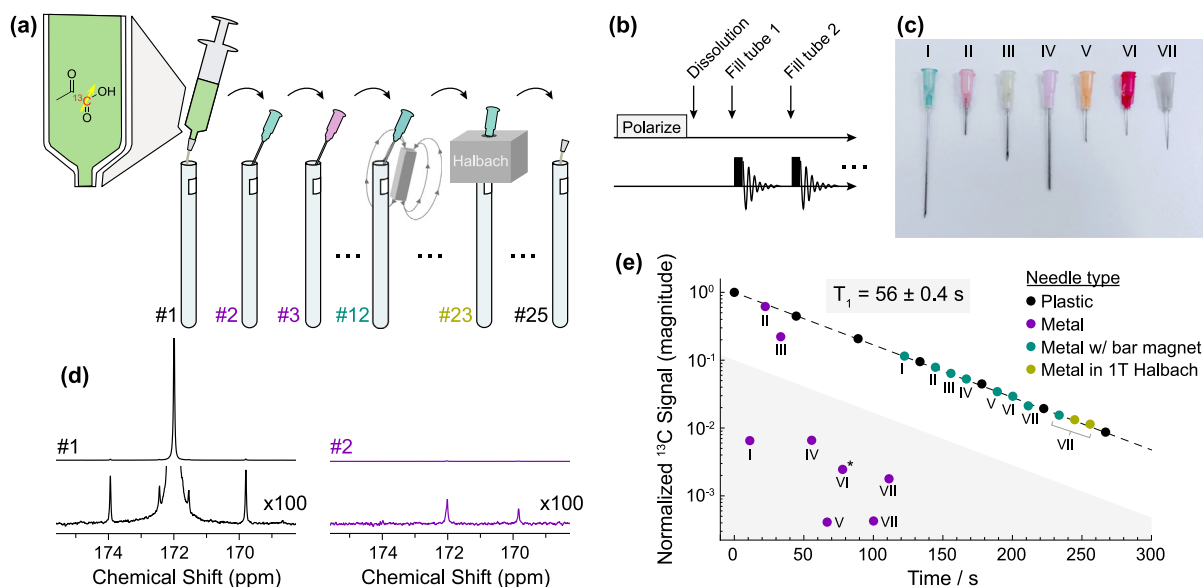 (a)
13C
OH
O
O
Halbach
#1
#2
#3
#12
#23
#25
(b)
Dissolution
Fill tube 1
Fill tube 2
Polarize
(c)
I II III IV V VI VII
(d)
#1
x100
174 172 170
Chemical Shift (ppm)
#2
x100
174 172 170
Chemical Shift (ppm)
(e)
Normalized ¹³C Signal (magnitude)
10⁰
10⁻¹
10⁻²
10⁻³
T₁ = 56 ± 0.4 s
Needle type
Plastic
Metal
Metal w/ bar magnet
Metal in 1T Halbach
II
III
I
II
III
IV
V
VI
VII
VII
I
IV
VI
*
V
VII
VII
0 50 100 150 200 250 300
Time / s